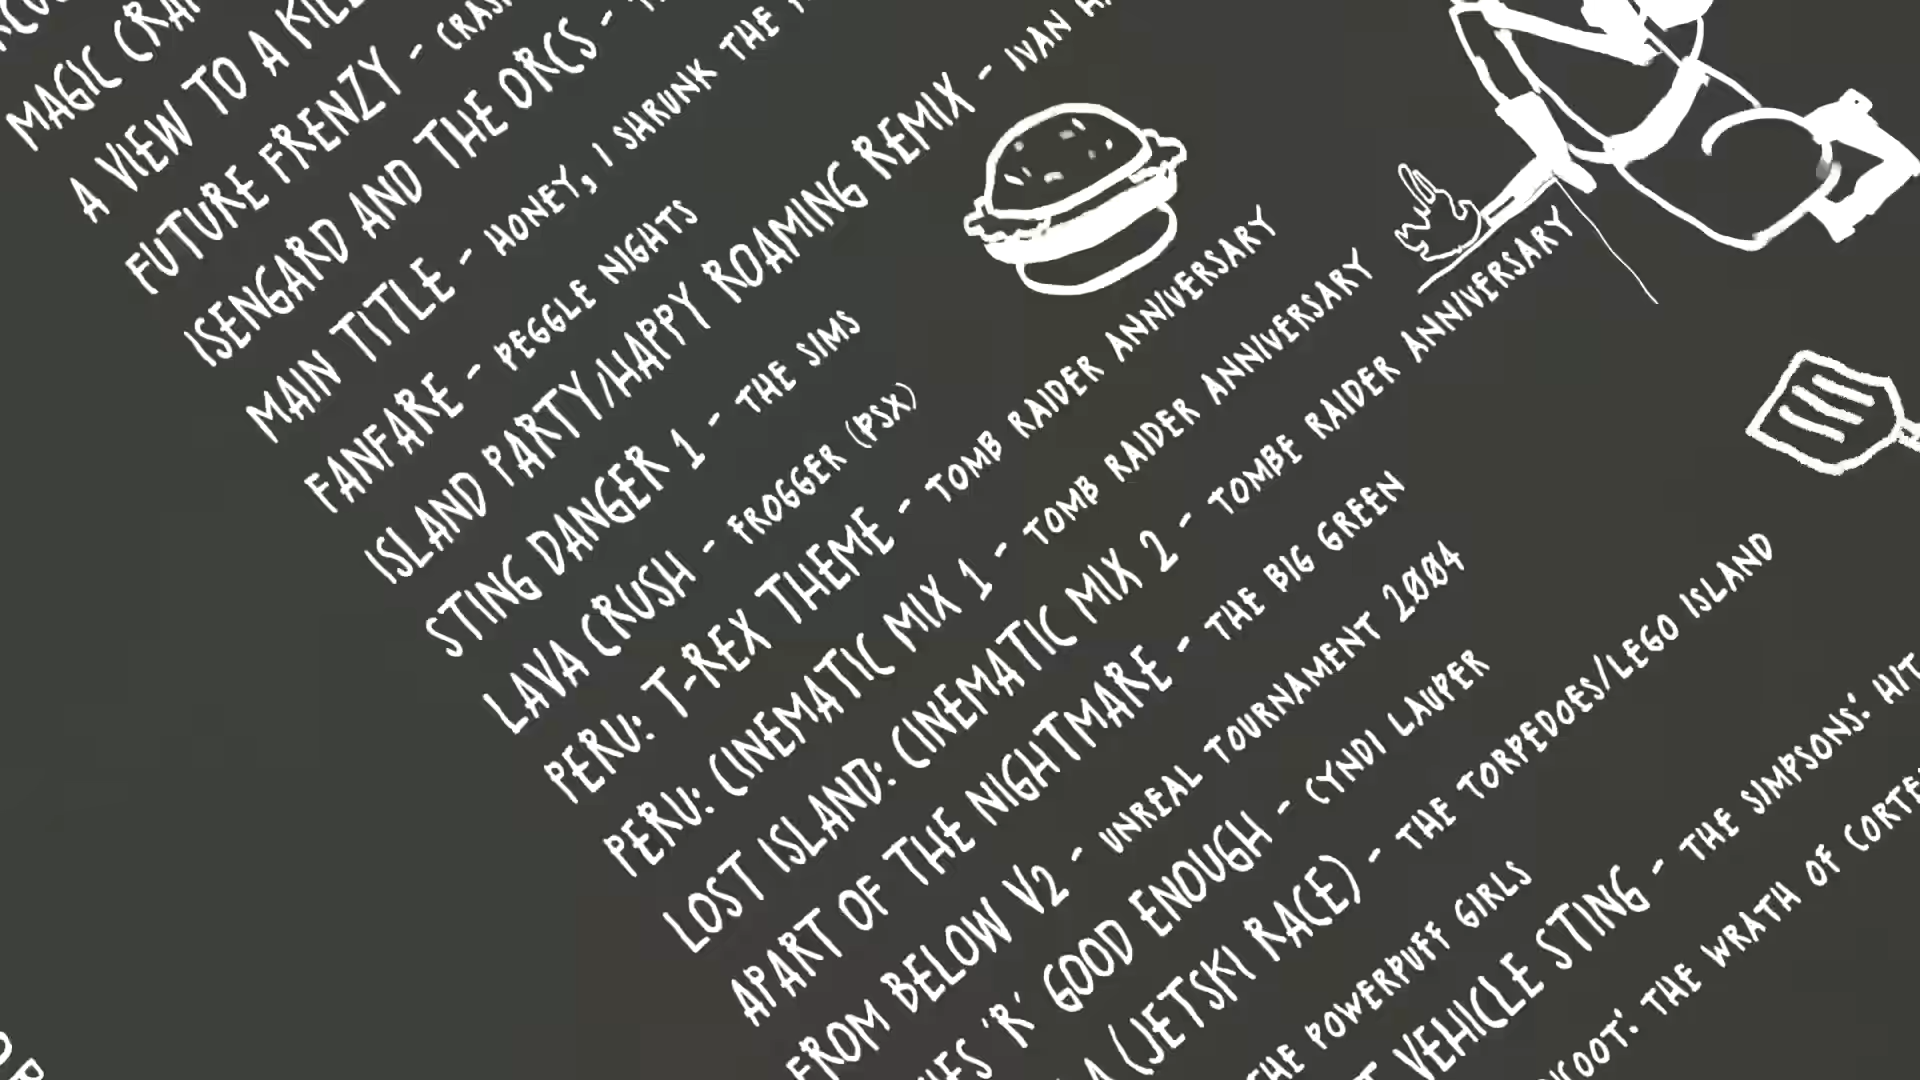 MAGIC
A VIEW TO A
FUTURE FRENZY -
ISENGARD AND THE ORCS -
MAIN TITLE - HONEY, I SHRUNK THE
FANFARE - PEGGLE NIGHTS
ISLAND PARTY/HAPPY ROAMING REMIX - IVAN
STING DANGER 1 - THE SIMS
LAVA CRUSH - FROGGER (PSX)
PERU: T-REX THEME - TOMB RAIDER ANNIVERSARY
PERU: CINEMATIC MIX 1 - TOMB RAIDER ANNIVERSARY
LOST ISLAND: CINEMATIC MIX 2 - TOMBE RAIDER ANNIVERSARY
APART OF THE NIGHTMARE - THE BIG GREEN
FROM BELOW V2 - UNREAL TOURNAMENT 2004
'R' GOOD ENOUGH - CYNDI LAUPER
(JETSKI RACE) - THE TORPEDOES/LEGO ISLAND
THE POWERPUFF GIRLS
VEHICLE STING - THE SIMPSONS: HIT
THE WRATH OF